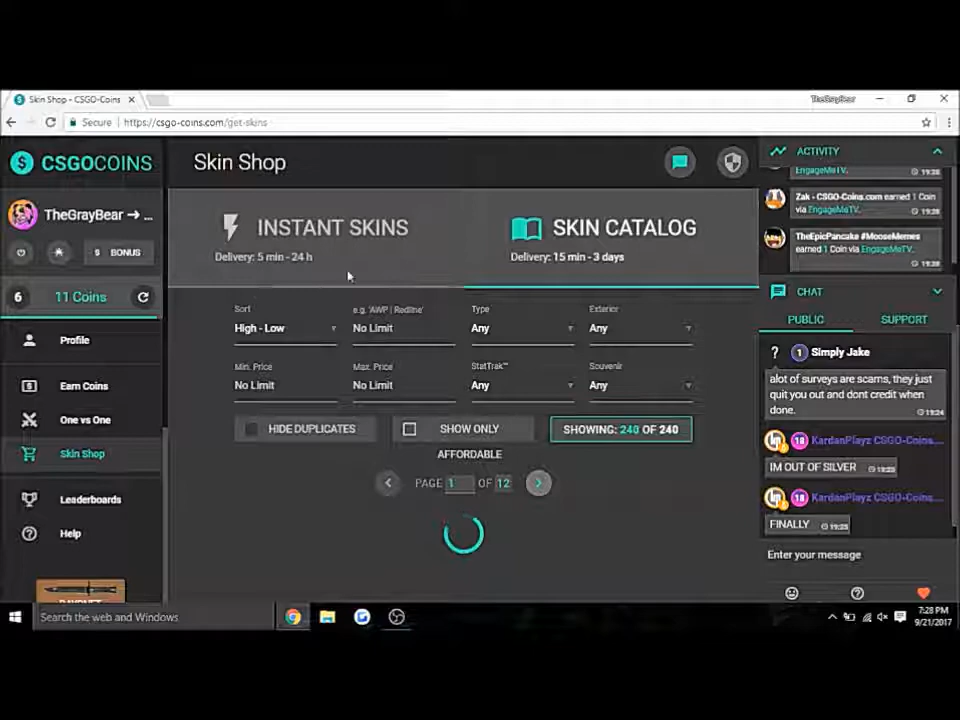 Skin Shop - CSGO-Coins
TheGrayBear
Secure
https://csgo-coins.com/get-skins
CSGOCOINS
Skin Shop
ACTIVITY
TheGrayBear → ...
BONUS
6
11 Coins
Profile
Earn Coins
One vs One
Skin Shop
Leaderboards
Help
INSTANT SKINS
Delivery: 5 min - 24 h
SKIN CATALOG
Delivery: 15 min - 3 days
Sort
High - Low
e.g. 'AWP | Redline'
No Limit
Type
Any
Exterior
Any
Min. Price
No Limit
Max. Price
No Limit
StatTrak™
Any
Souvenir
Any
HIDE DUPLICATES
SHOW ONLY
AFFORDABLE
SHOWING: 240 OF 240
PAGE 1 OF 12
EngageMeTV.
19:28
Zak - CSGO-Coins.com earned 1 Coin
via EngageMeTV.
19:28
TheEpicPancake #MooseMemes
earned 1 Coin via EngageMeTV.
19:28
CHAT
PUBLIC
SUPPORT
? 1 Simply Jake
alot of surveys are scams, they just
quit you out and dont credit when
done.
19:24
18 KardanPlayz CSGO-Coins....
IM OUT OF SILVER
18 KardanPlayz CSGO-Coins....
FINALLY
Enter your message
Search the web and Windows
7:28 PM
9/21/2017